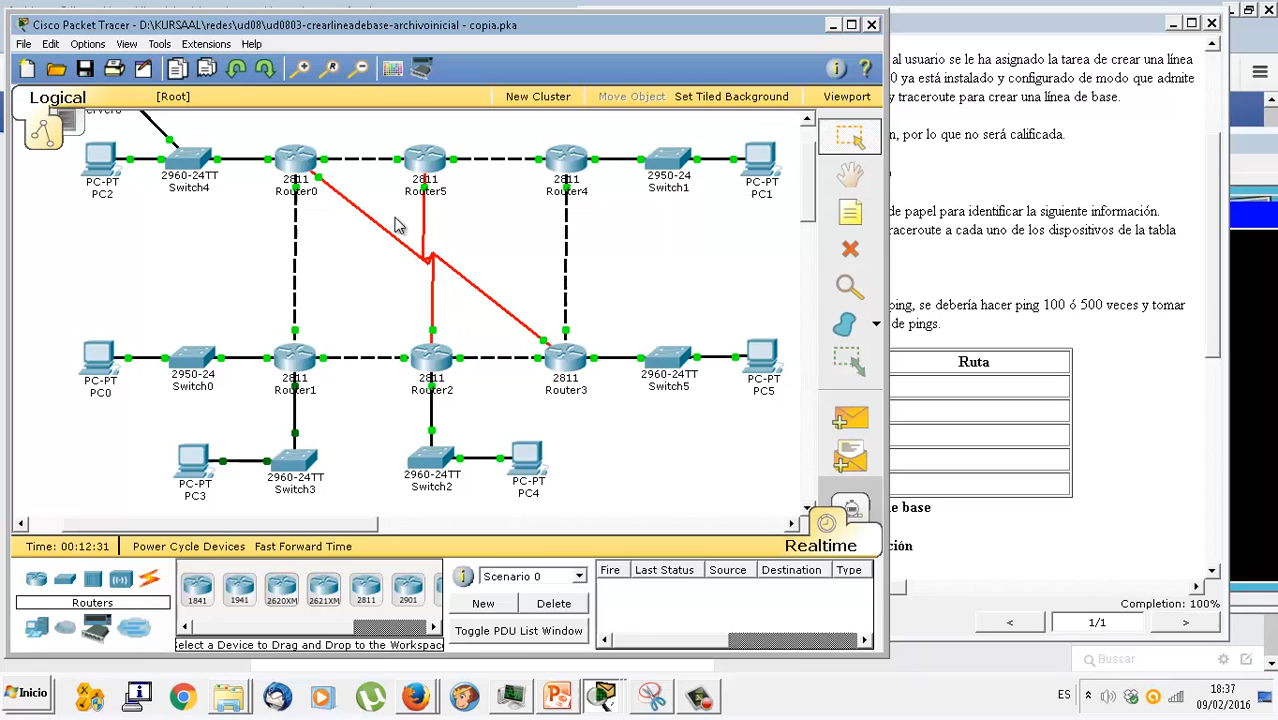 Cisco Packet Tracer - D:\KURSAAL\redes\ud08\ud0803-crearlineadebase-archivoinicial - copia.pka
File Edit Options View Tools Extensions Help
Logical
[Root]
New Cluster
Move Object
Set Tiled Background
Viewport
PC-PT
PC2
2960-24TT
Switch4
2811
Router0
2811
Router5
2811
Router4
2950-24
Switch1
PC-PT
PC1
PC-PT
PC0
2950-24
Switch0
2811
Router1
2811
Router2
2811
Router3
2960-24TT
Switch5
PC-PT
PC5
PC-PT
PC3
2960-24TT
Switch3
2960-24TT
Switch2
PC-PT
PC4
Time: 00:12:31
Power Cycle Devices Fast Forward Time
Realtime
Routers
1841
1941
2620XM
2621XM
2811
2901
Select a Device to Drag and Drop to the Workspac
Scenario 0
New
Delete
Toggle PDU List Window
Fire Last Status Source Destination Type
al usuario se le ha asignado la tarea de crear una línea
0 ya está instalado y configurado de modo que admite
y traceroute para crear una línea de base.
n, por lo que no será calificada.
de papel para identificar la siguiente información.
raceroute a cada uno de los dispositivos de la tabla
ping, se debería hacer ping 100 ó 500 veces y tomar
de pings.
Ruta
e base
ción
Completion: 100%
<
1/1
>
Buscar
Inicio
ES
18:37
09/02/2016